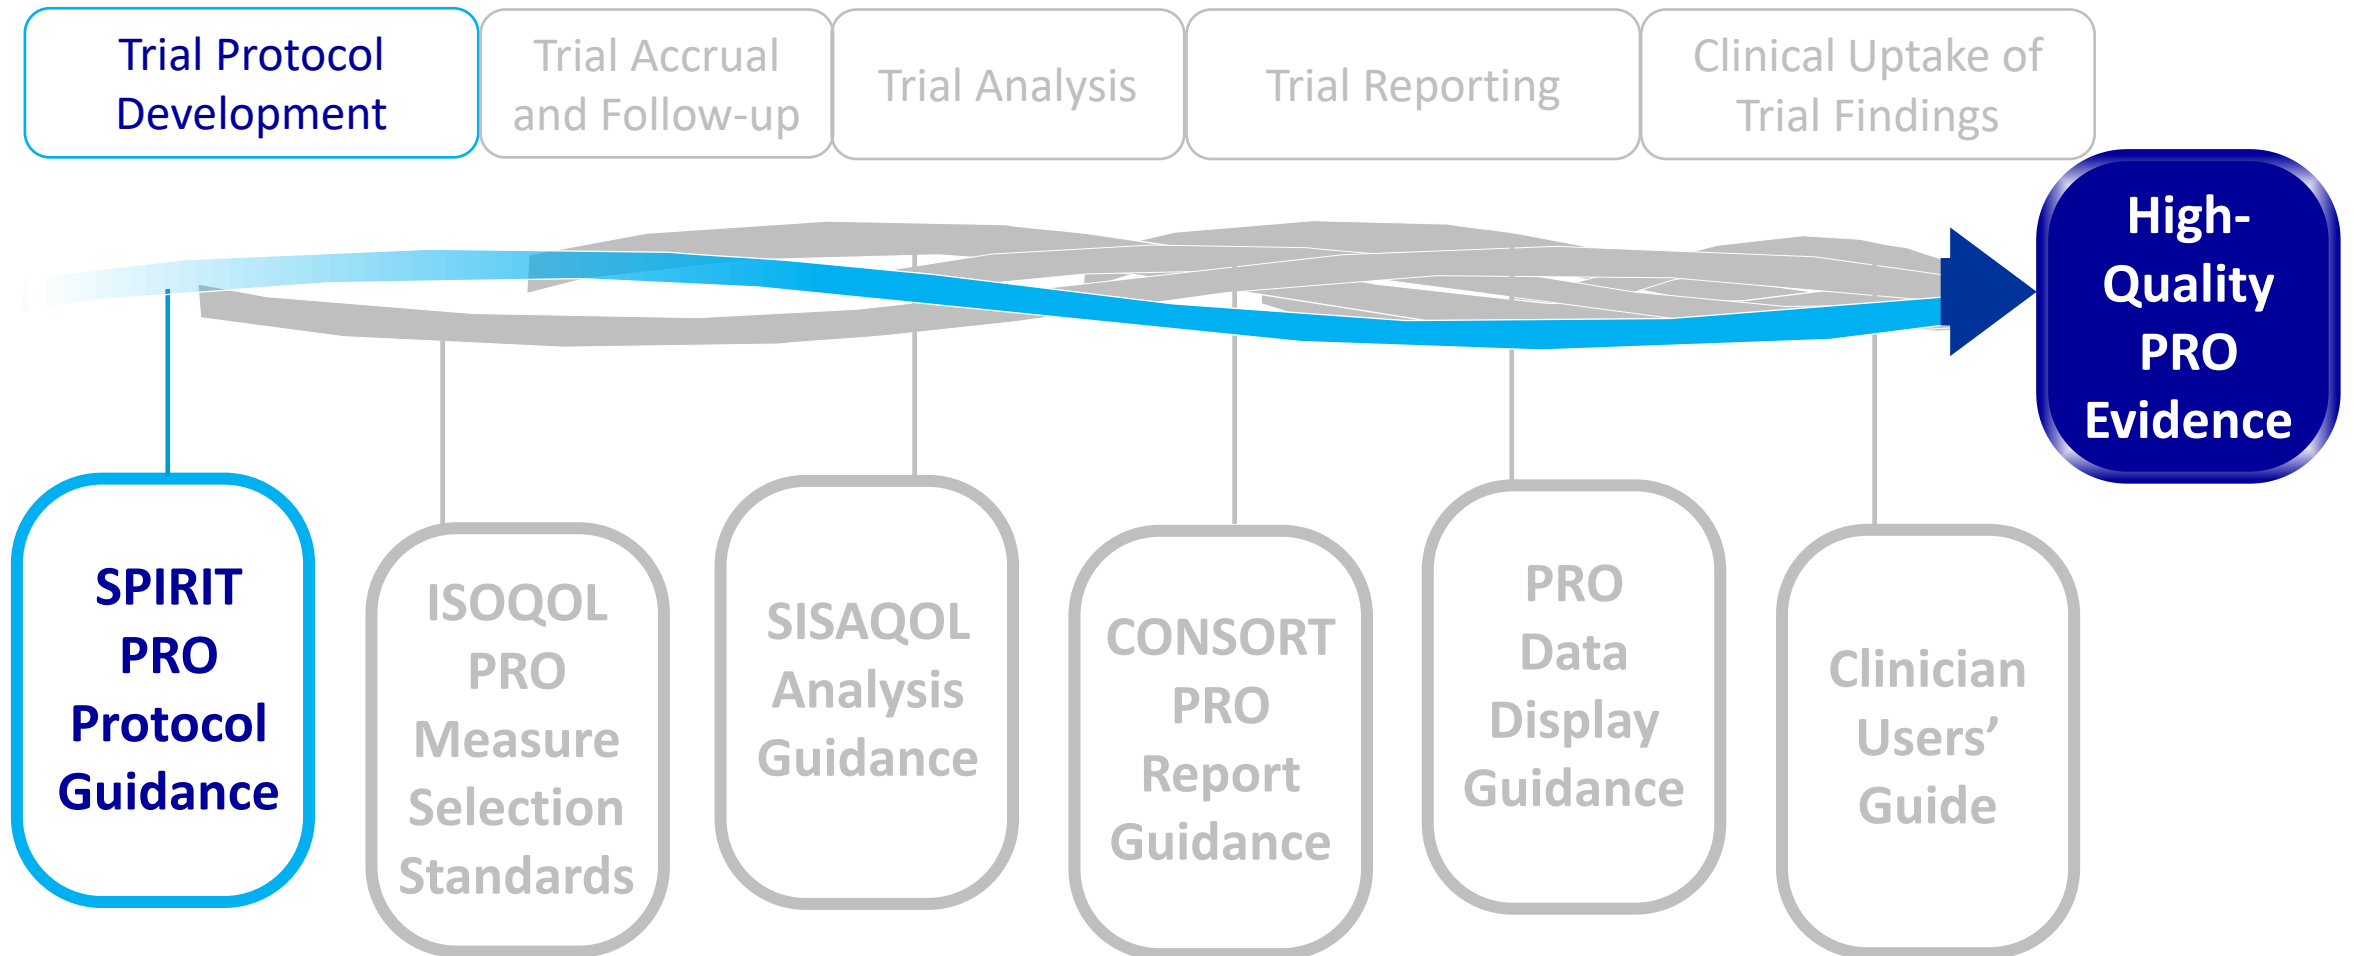 Trial Protocol
Development
Trial Accrual
and Follow-up
Trial Analysis
Trial Reporting
Clinical Uptake of
Trial Findings
High-
Quality
PRO
Evidence
SPIRIT
PRO
Protocol
Guidance
ISOQOL
PRO
Measure
Selection
Standards
SISAQOL
Analysis
Guidance
CONSORT
PRO
Report
Guidance
PRO
Data
Display
Guidance
Clinician
Users’
Guide